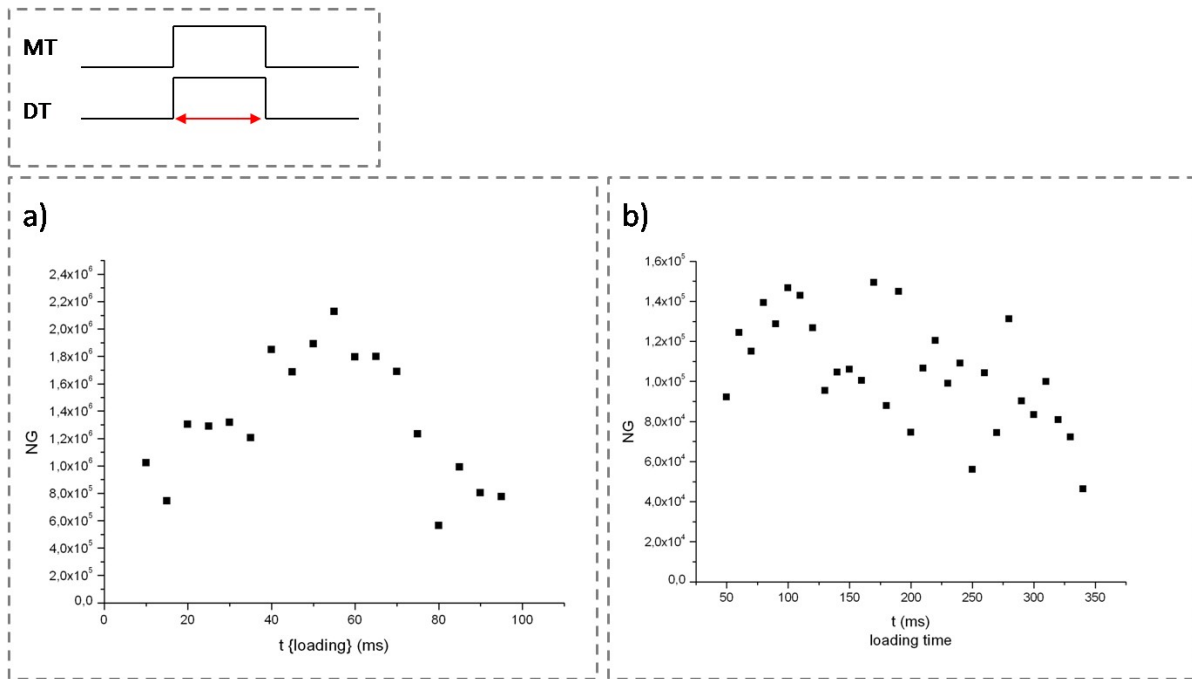 MT
DT
a)
2,4x10⁶
2,2x10⁶
2,0x10⁶
1,8x10⁶
1,6x10⁶
1,4x10⁶
1,2x10⁶
1,0x10⁶
8,0x10⁵
6,0x10⁵
4,0x10⁵
2,0x10⁵
0,0
NG
0 20 40 60 80 100
t {loading} (ms)
b)
1,6x10⁵
1,4x10⁵
1,2x10⁵
1,0x10⁵
8,0x10⁴
6,0x10⁴
4,0x10⁴
2,0x10⁴
0,0
NG
50 100 150 200 250 300 350
t (ms)
loading time